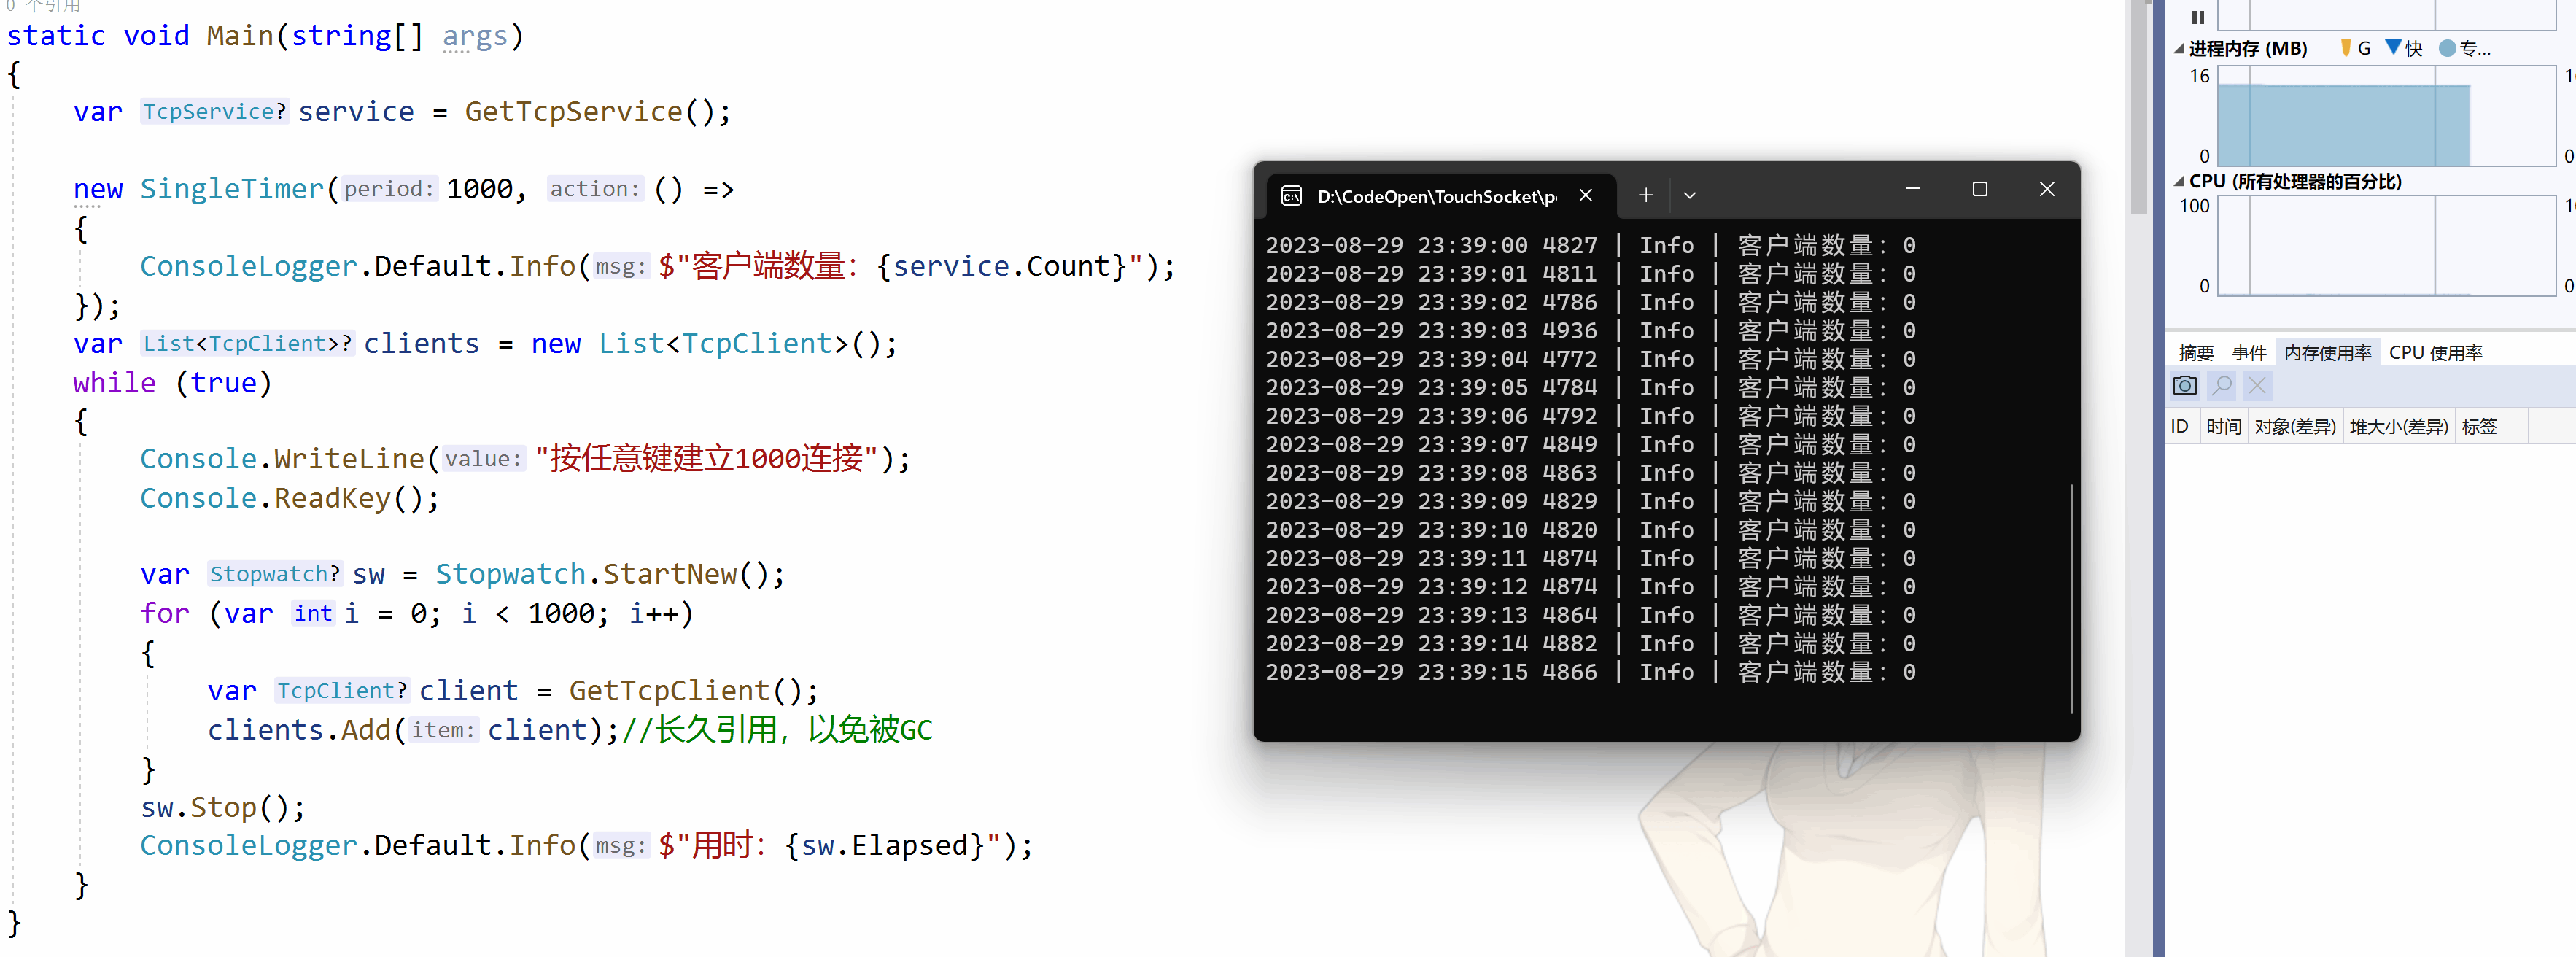 0 个引用
static void Main(string[] args)
{
var TcpService? service = GetTcpService();
new SingleTimer(period: 1000, action: () =>
{
ConsoleLogger.Default.Info(msg: $"客户端数量：{service.Count}");
});
var List<TcpClient>? clients = new List<TcpClient>();
while (true)
{
Console.WriteLine(value: "按任意键建立1000连接");
Console.ReadKey();
var Stopwatch? sw = Stopwatch.StartNew();
for (var int i = 0; i < 1000; i++)
{
var TcpClient? client = GetTcpClient();
clients.Add(item: client);//长久引用，以免被GC
}
sw.Stop();
ConsoleLogger.Default.Info(msg: $"用时：{sw.Elapsed}");
}
}
D:\CodeOpen\TouchSocket\p
2023-08-29 23:39:00 4827 | Info | 客户端数量：0
2023-08-29 23:39:01 4811 | Info | 客户端数量：0
2023-08-29 23:39:02 4786 | Info | 客户端数量：0
2023-08-29 23:39:03 4936 | Info | 客户端数量：0
2023-08-29 23:39:04 4772 | Info | 客户端数量：0
2023-08-29 23:39:05 4784 | Info | 客户端数量：0
2023-08-29 23:39:06 4792 | Info | 客户端数量：0
2023-08-29 23:39:07 4849 | Info | 客户端数量：0
2023-08-29 23:39:08 4863 | Info | 客户端数量：0
2023-08-29 23:39:09 4829 | Info | 客户端数量：0
2023-08-29 23:39:10 4820 | Info | 客户端数量：0
2023-08-29 23:39:11 4874 | Info | 客户端数量：0
2023-08-29 23:39:12 4874 | Info | 客户端数量：0
2023-08-29 23:39:13 4864 | Info | 客户端数量：0
2023-08-29 23:39:14 4882 | Info | 客户端数量：0
2023-08-29 23:39:15 4866 | Info | 客户端数量：0
进程内存 (MB) G 快 专...
16
0 0
CPU (所有处理器的百分比)
100
0 0
摘要 事件 内存使用率 CPU 使用率
ID 时间 对象(差异) 堆大小(差异) 标签